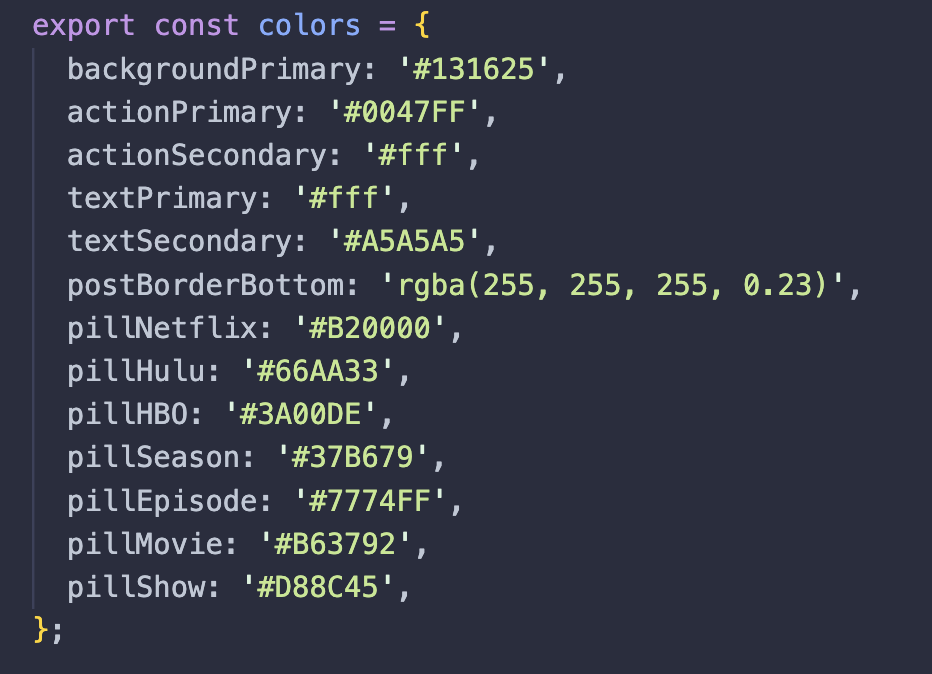 export const colors = {
  backgroundPrimary: '#131625',
  actionPrimary: '#0047FF',
  actionSecondary: '#fff',
  textPrimary: '#fff',
  textSecondary: '#A5A5A5',
  postBorderBottom: 'rgba(255, 255, 255, 0.23)',
  pillNetflix: '#B20000',
  pillHulu: '#66AA33',
  pillHBO: '#3A00DE',
  pillSeason: '#37B679',
  pillEpisode: '#7774FF',
  pillMovie: '#B63792',
  pillShow: '#D88C45',
};